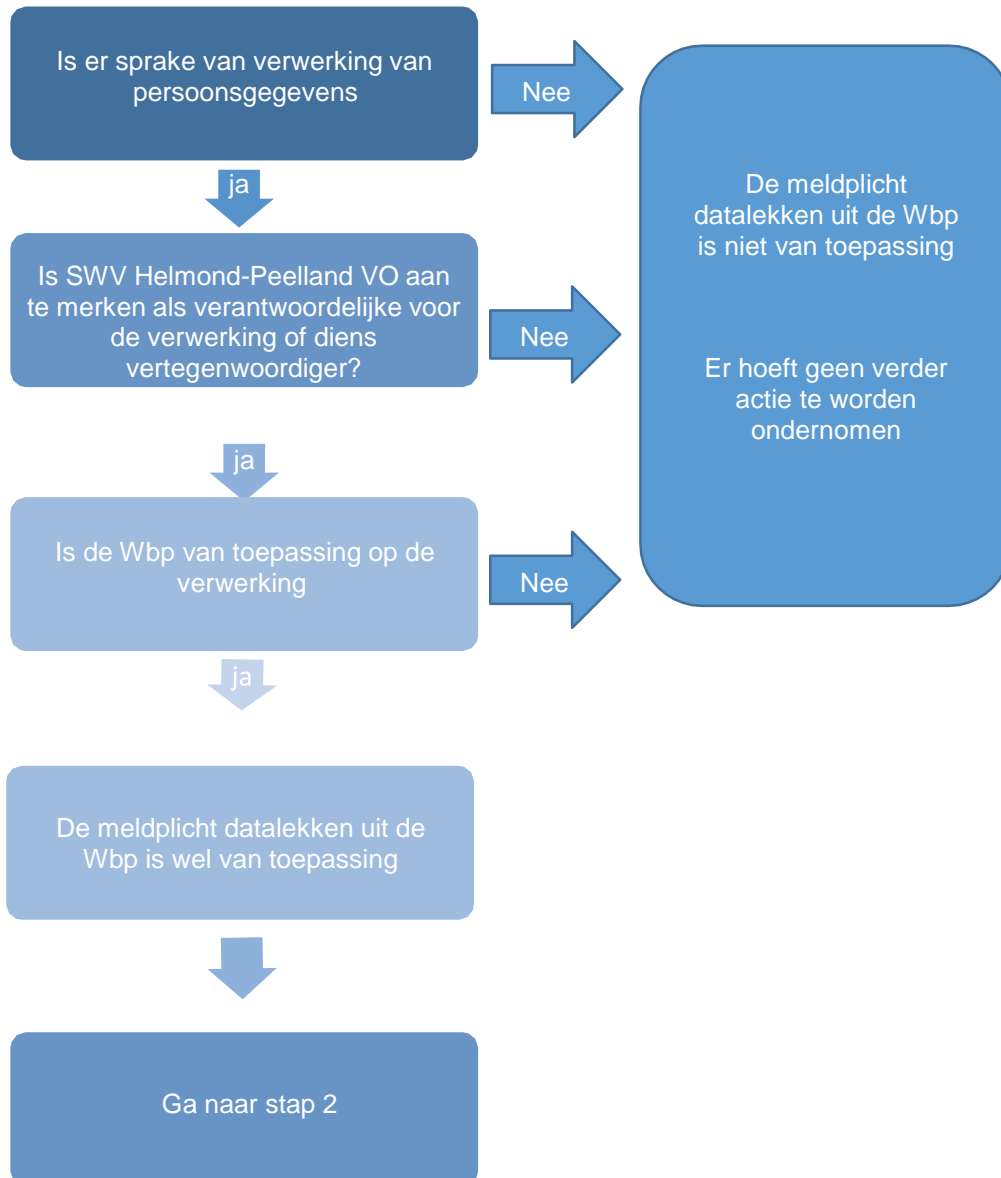 Is er sprake van verwerking van
persoonsgegevens
Nee
ja
Is SWV Helmond-Peelland VO aan
te merken als verantwoordelijke voor
de verwerking of diens
vertegenwoordiger?
Nee
ja
Is de Wbp van toepassing op de
verwerking
Nee
ja
De meldplicht datalekken uit de
Wbp is wel van toepassing
Ga naar stap 2
De meldplicht
datalekken uit de Wbp
is niet van toepassing
Er hoeft geen verder
actie te worden
ondernomen